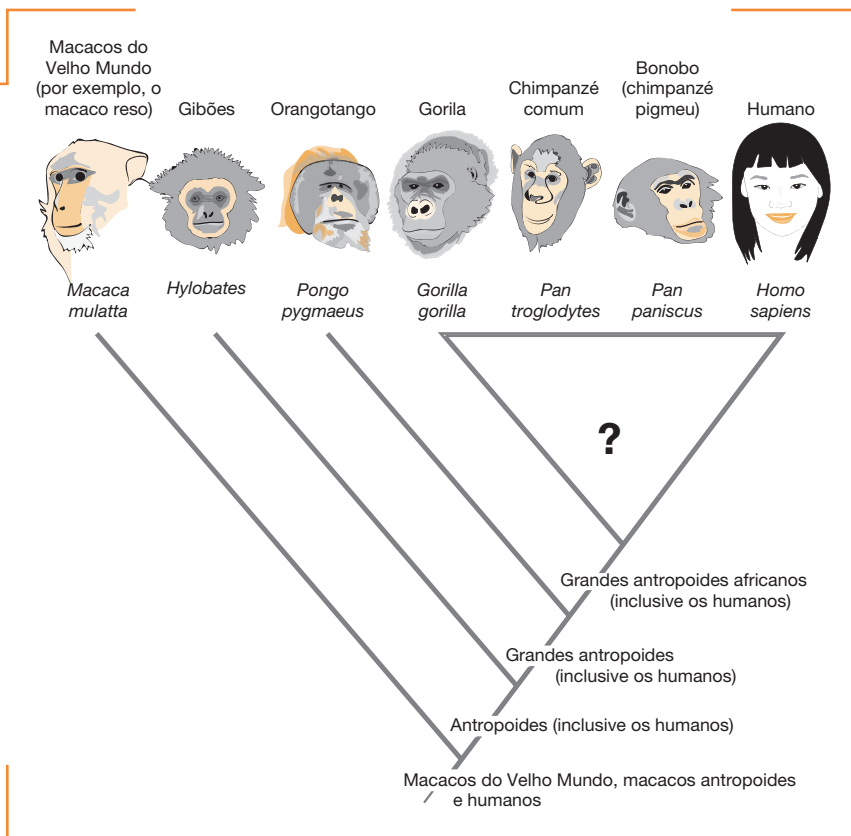 Macacos do
Velho Mundo
(por exemplo, o
macaco reso)
Gibões
Orangotango
Gorila
Chimpanzé
comum
Bonobo
(chimpanzé
pigmeu)
Humano
Macaca
mulatta
Hylobates
Pongo
pygmaeus
Gorilla
gorilla
Pan
troglodytes
Pan
paniscus
Homo
sapiens
?
Grandes antropoides africanos
(inclusive os humanos)
Grandes antropoides
(inclusive os humanos)
Antropoides (inclusive os humanos)
Macacos do Velho Mundo, macacos antropoides
e humanos